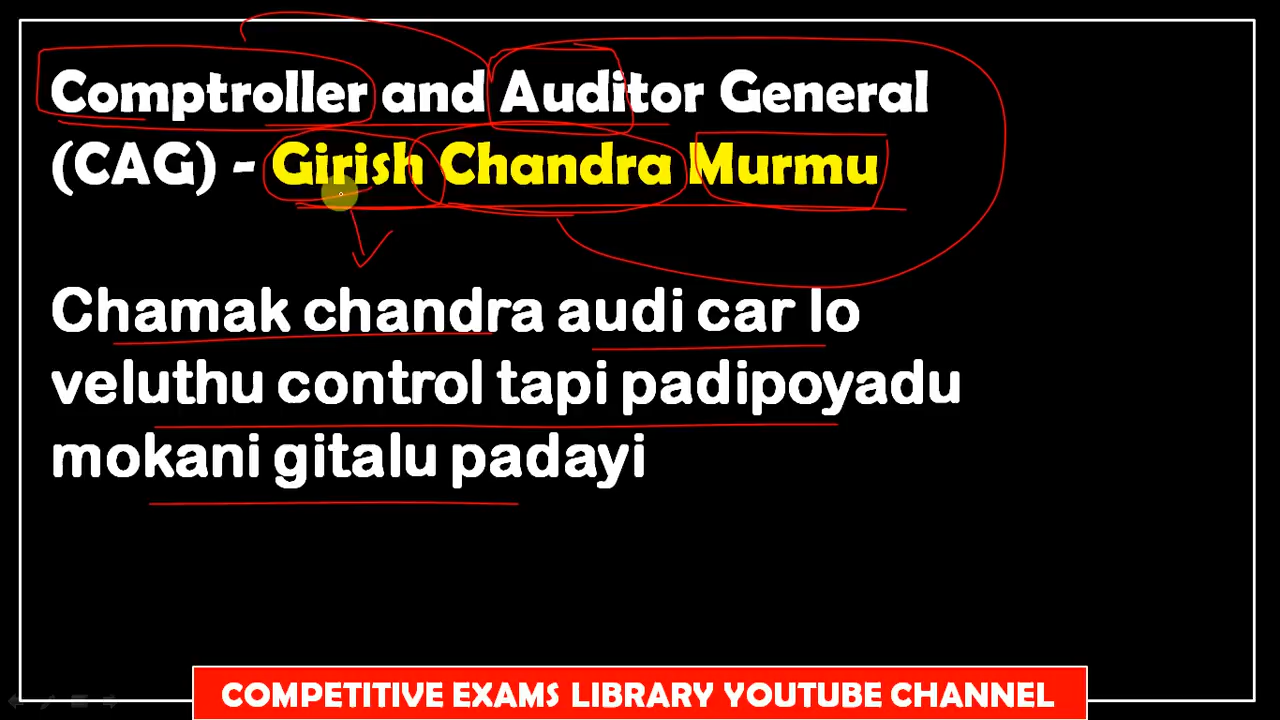 Comptroller and Auditor General
(CAG) - Girish Chandra Murmu
Chamak chandra audi car lo
veluthu control tapi padipoyadu
mokani gitalu padayi
COMPETITIVE EXAMS LIBRARY YOUTUBE CHANNEL